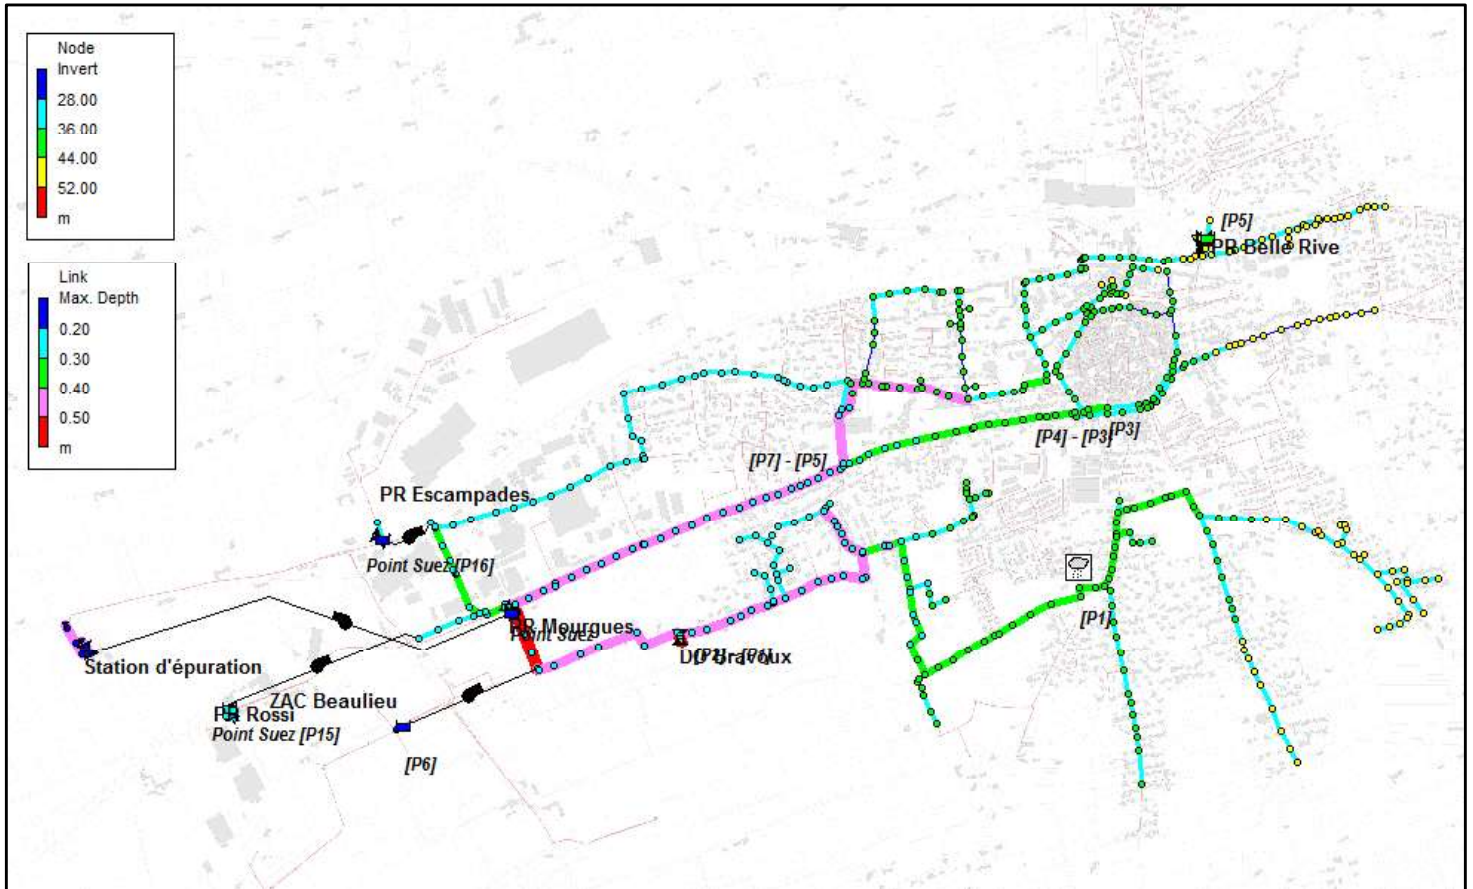 Node
Invert
28.00
36.00
44.00
52.00
m
Link
Max. Depth
0.20
0.30
0.40
0.50
m
[P5]
PR Belle Rive
[P4] - [P3]
[P3]
[P7] - [P5]
PR Escampades
Point Suez [P16]
[P1]
PR Mourgues
Point Suez
Station d'épuration
ZAC Beaulieu
PR Rossi
Point Suez [P15]
[P6]